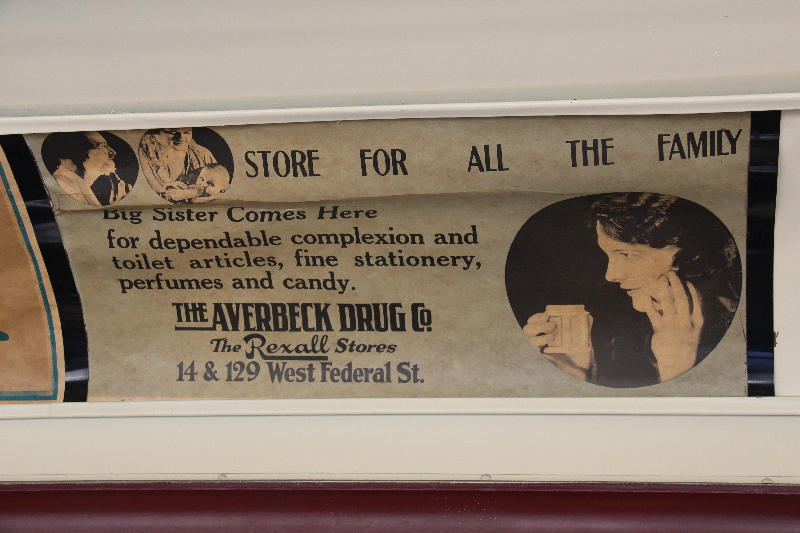 STORE FOR ALL THE FAMILY
Big Sister Comes Here
for dependable complexion and
toilet articles, fine stationery,
perfumes and candy.
THE AVERBECK DRUG Co
The Rexall Stores
14 & 129 West Federal St.